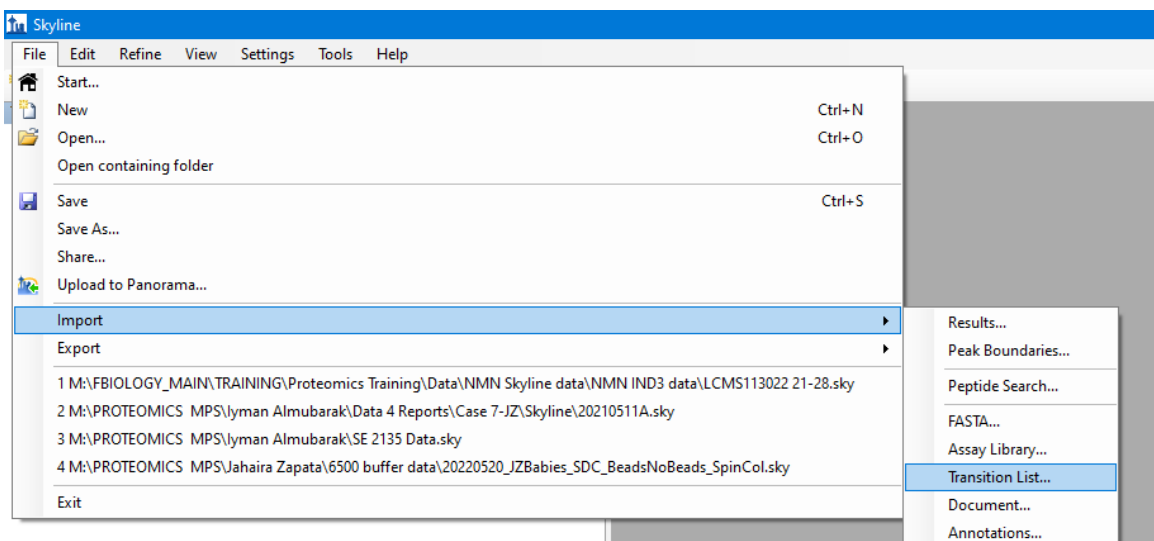 Skyline
File Edit Refine View Settings Tools Help
Start...
New Ctrl+N
Open... Ctrl+O
Open containing folder
Save Ctrl+S
Save As...
Share...
Upload to Panorama...
Import
Export
1 M:\FBIOLOGY_MAIN\TRAINING\Proteomics Training\Data\NMN Skyline data\NMN IND3 data\LCMS113022 21-28.sky
2 M:\PROTEOMICS MPS\Iyman Almubarak\Data 4 Reports\Case 7-JZ\Skyline\20210511A.sky
3 M:\PROTEOMICS MPS\Iyman Almubarak\SE 2135 Data.sky
4 M:\PROTEOMICS MPS\Jahaira Zapata\6500 buffer data\20220520_JZBabies_SDC_BeadsNoBeads_SpinCol.sky
Exit
Results...
Peak Boundaries...
Peptide Search...
FASTA...
Assay Library...
Transition List...
Document...
Annotations...